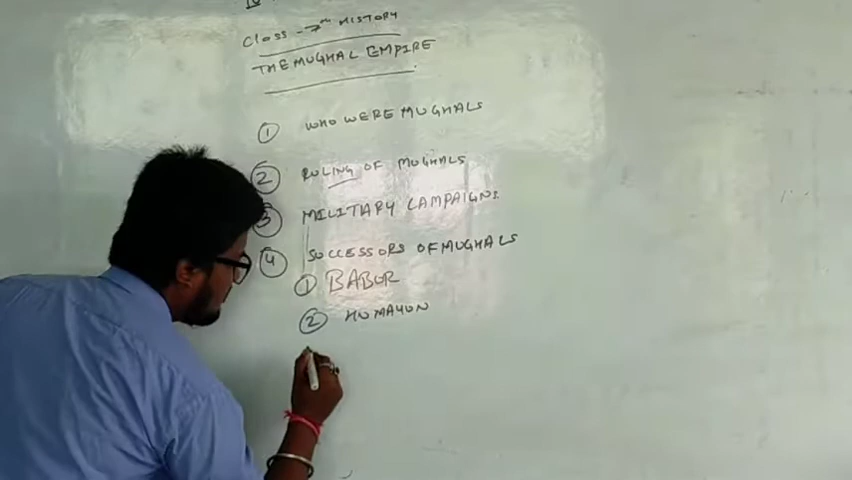 Class → 7th HISTORY
THE MUGHAL EMPIRE
① WHO WERE MUGHALS
② RULING OF MUGHALS
③ MILITIARY CAMPAIGNS.
④ SUCCESSORS OF MUGHALS
① BABUR
② HUMAYUN